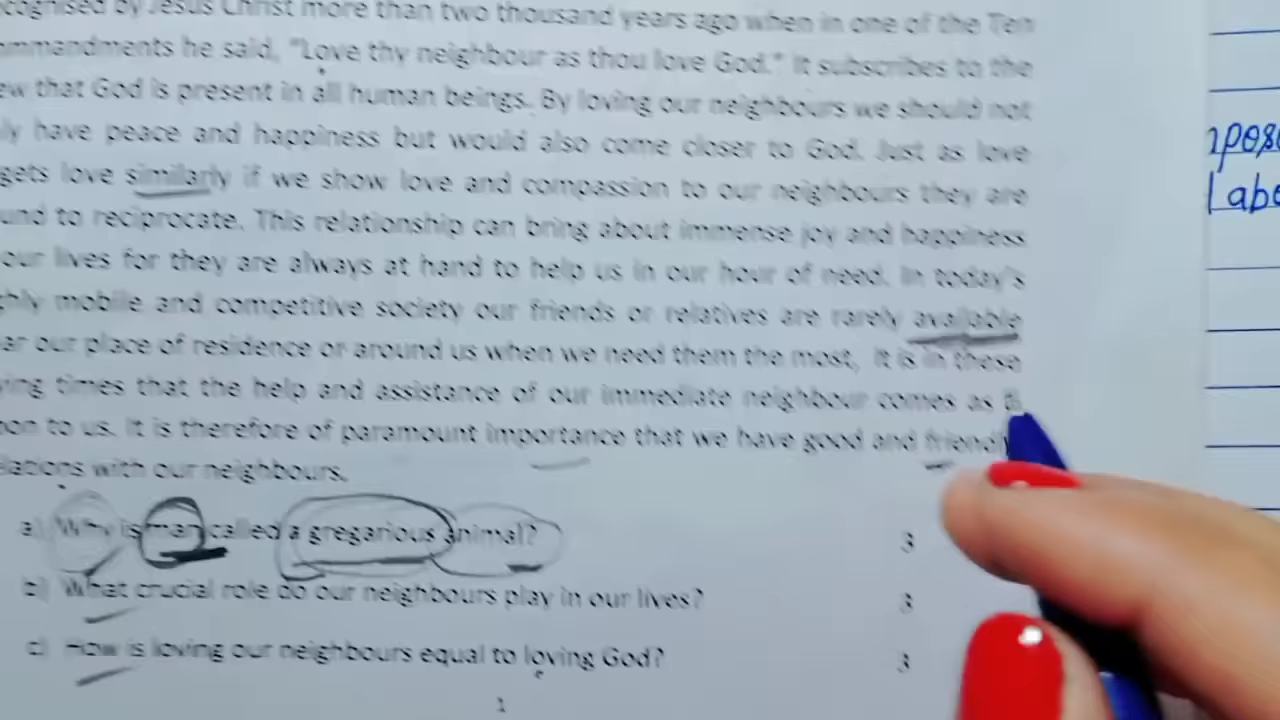 cognised by Jesus Christ more than two thousand years ago when in one of the Ten
ommandments he said, "Love thy neighbour as thou love God." It subscribes to the
ew that God is present in all human beings. By loving our neighbours we should not
ly have peace and happiness but would also come closer to God. Just as love
gets love similarly if we show love and compassion to our neighbours they are
und to reciprocate. This relationship can bring about immense joy and happiness
our lives for they are always at hand to help us in our hour of need. In today's
ghly mobile and competitive society our friends or relatives are rarely available
ar our place of residence or around us when we need them the most, It is in these
ying times that the help and assistance of our immediate neighbour comes as
on to us. It is therefore of paramount importance that we have good and friendly
elations with our neighbours.
a) Why is man called a gregarious animal? 3
b) What crucial role do our neighbours play in our lives? 3
c) How is loving our neighbours equal to loving God? 3
1